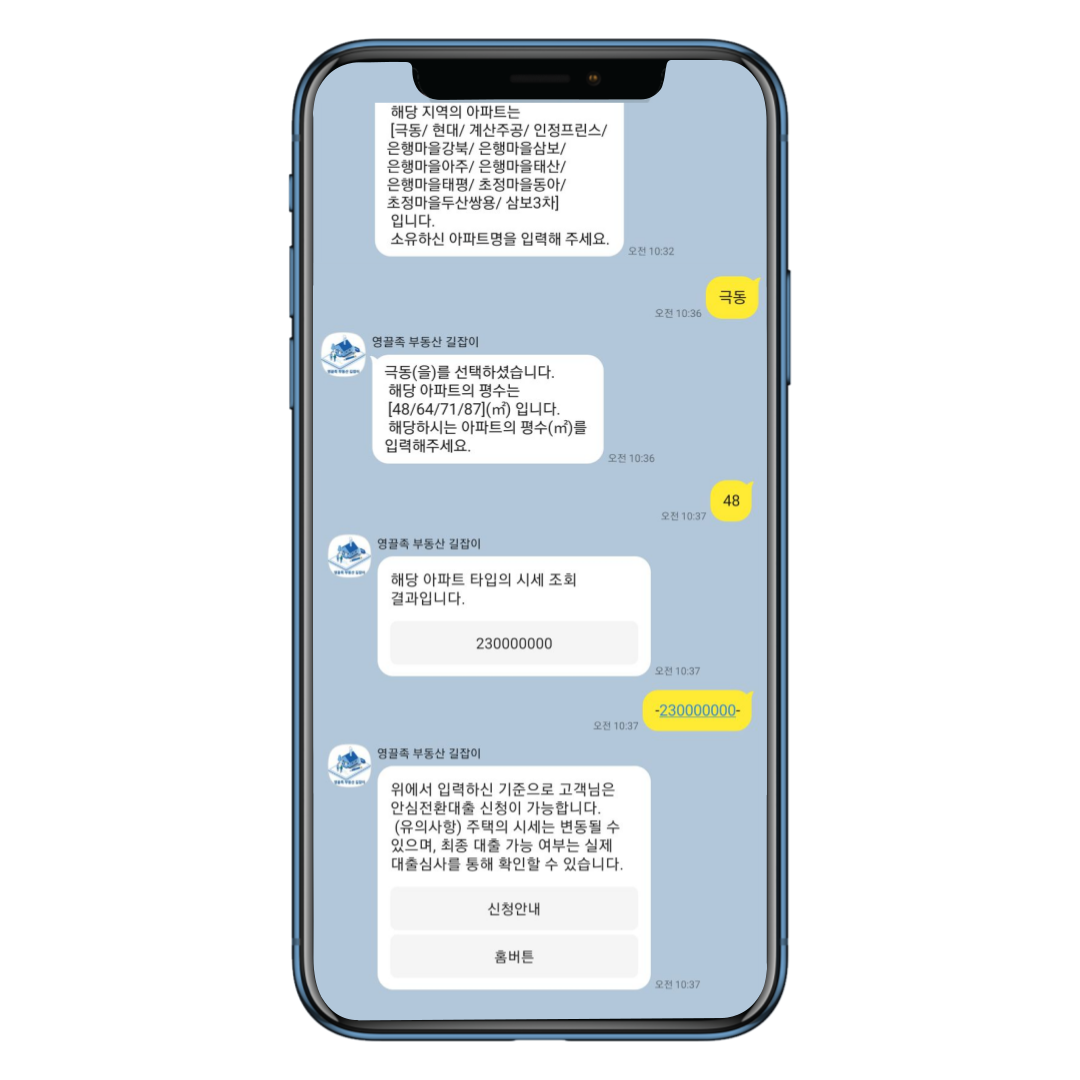 해당 지역의 아파트는
[극동/ 현대/ 계산주공/ 인정프린스/
은행마을강북/ 은행마을삼보/
은행마을아주/ 은행마을태산/
은행마을태평/ 초정마을동아/
초정마을두산쌍용/ 삼보3차]
입니다.
소유하신 아파트명을 입력해 주세요.
오전 10:32
극동
오전 10:36
영끌족 부동산 길잡이
극동(을)를 선택하셨습니다.
해당 아파트의 평수는
[48/64/71/87](㎡) 입니다.
해당하시는 아파트의 평수(㎡)를
입력해주세요.
오전 10:36
48
오전 10:37
영끌족 부동산 길잡이
해당 아파트 타입의 시세 조회
결과입니다.
230000000
오전 10:37
-230000000-
오전 10:37
영끌족 부동산 길잡이
위에서 입력하신 기준으로 고객님은
안심전환대출 신청이 가능합니다.
(유의사항) 주택의 시세는 변동될 수
있으며, 최종 대출 가능 여부는 실제
대출심사를 통해 확인할 수 있습니다.
신청안내
홈버튼
오전 10:37